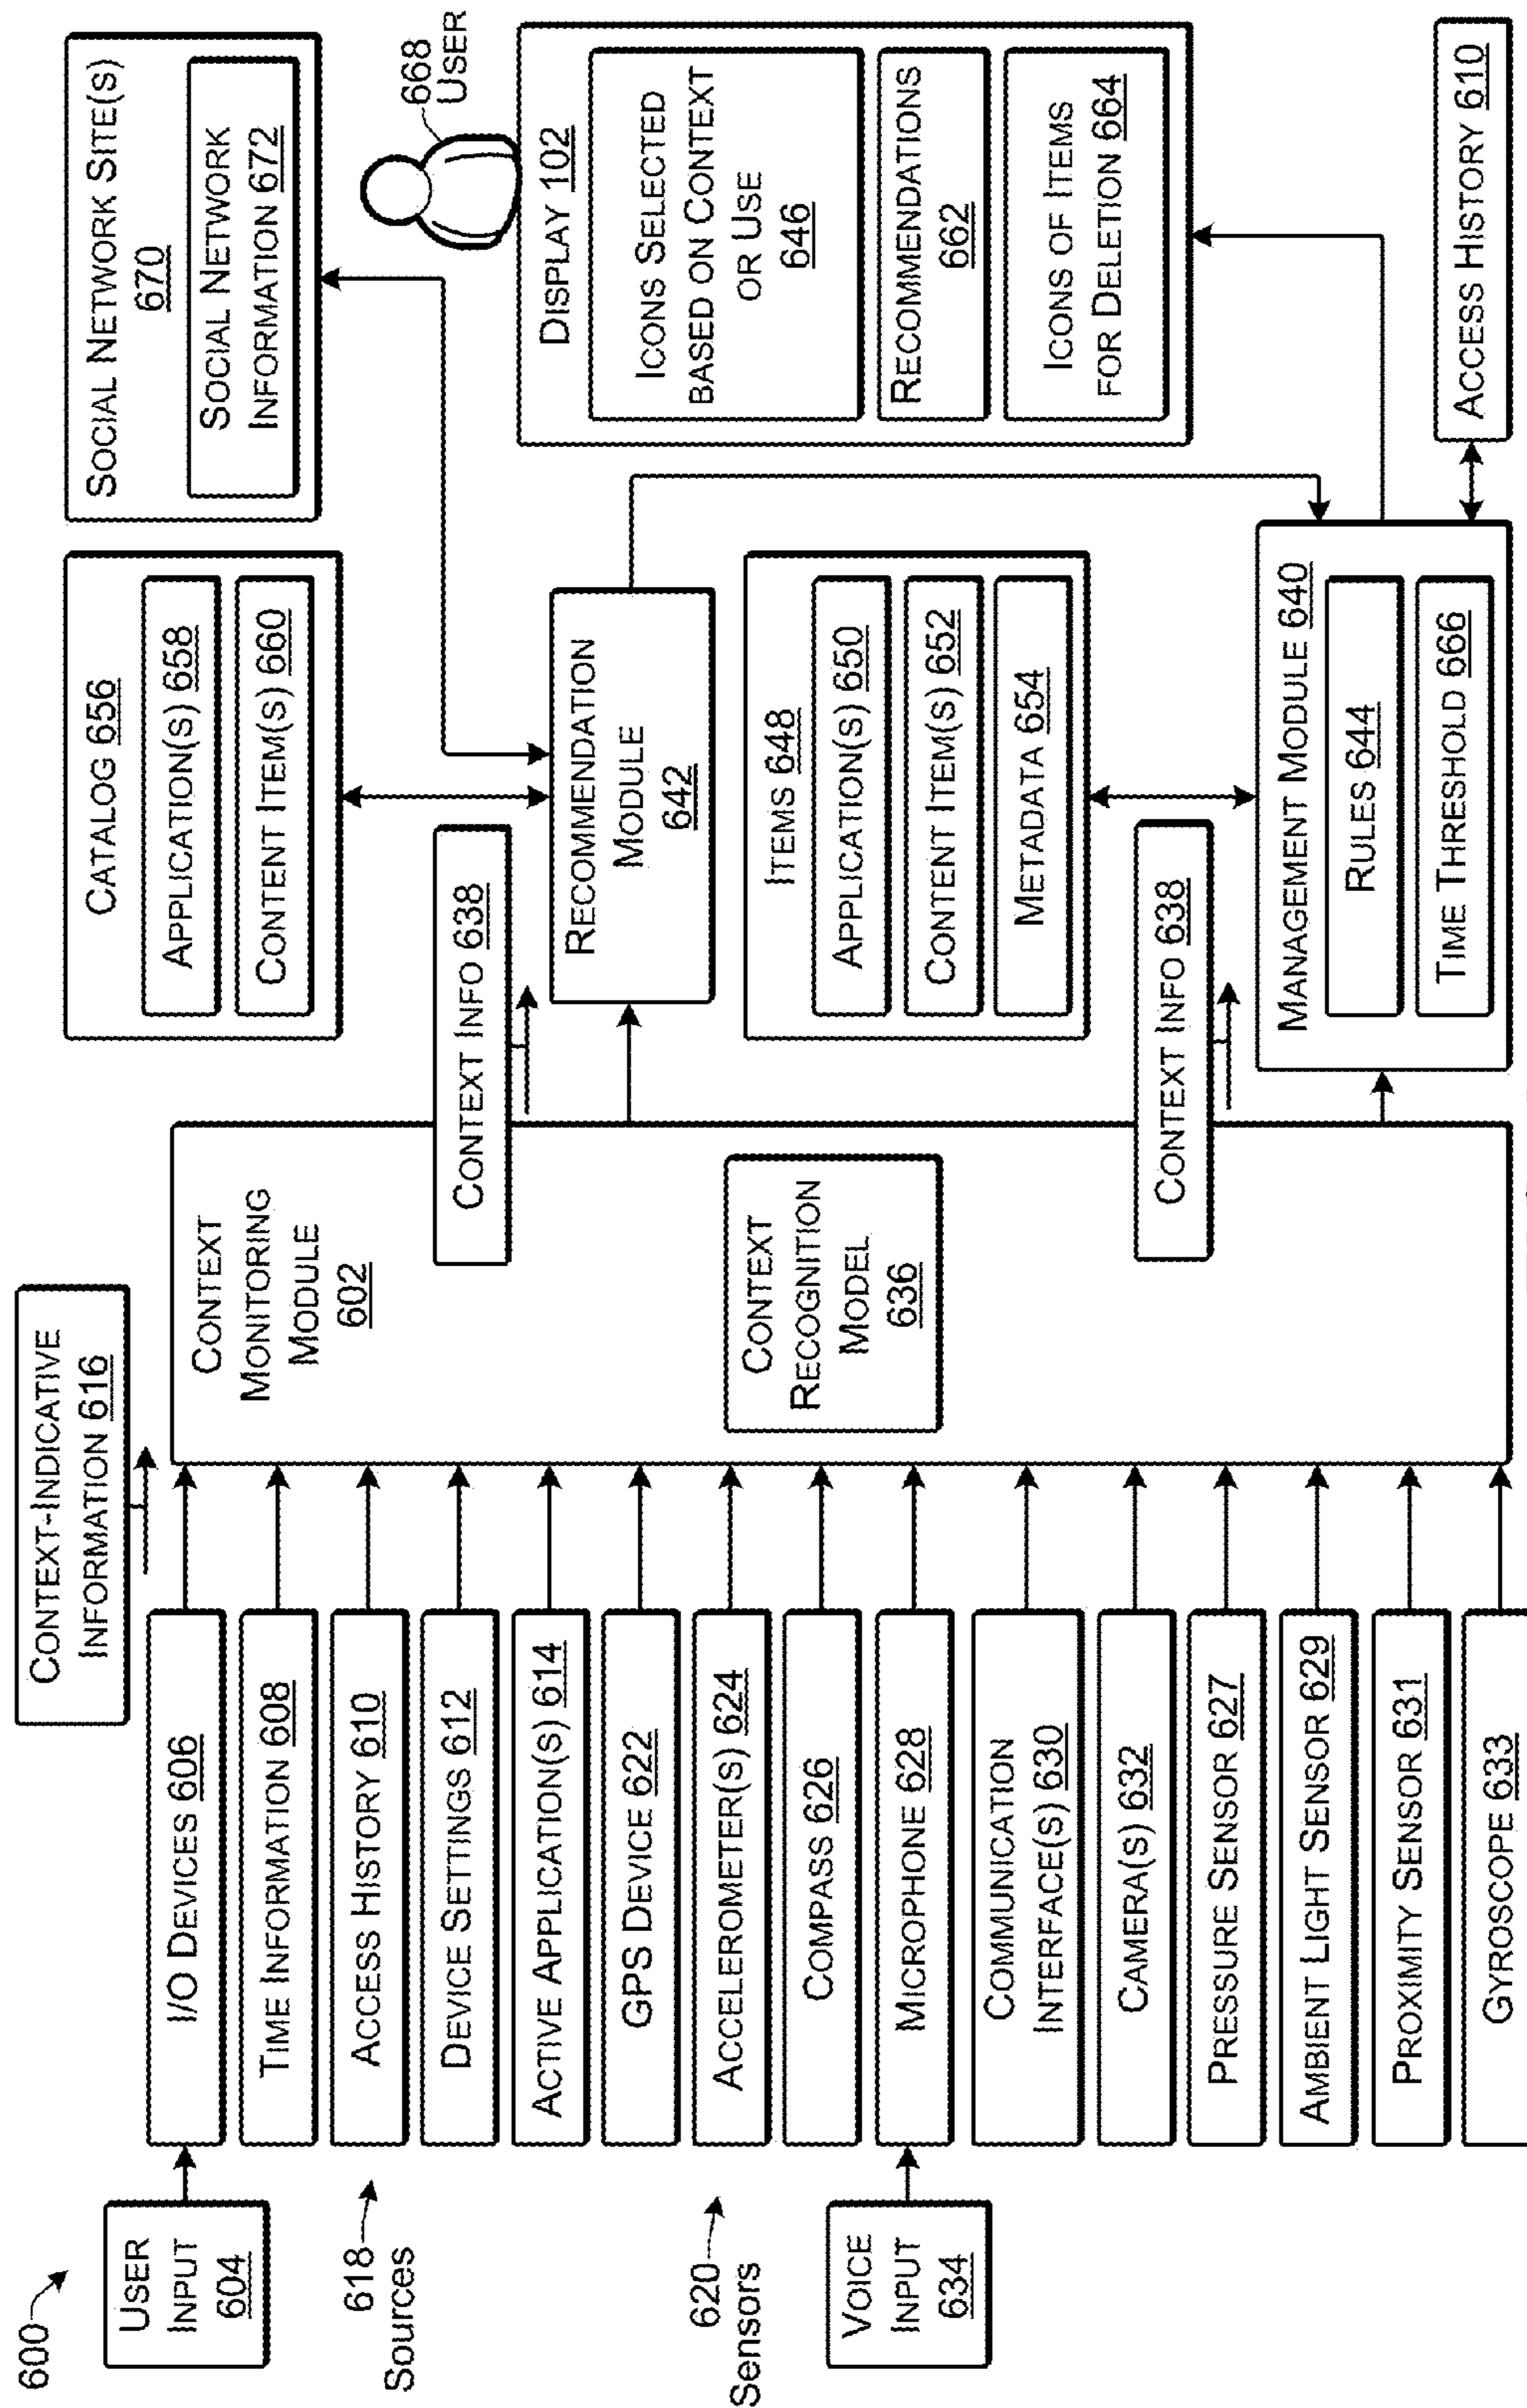 600
USER
INPUT
604
618
Sources
620
Sensors
VOICE
INPUT
634
CONTEXT-INDICATIVE
INFORMATION 616
I/O DEVICES 606
TIME INFORMATION 608
ACCESS HISTORY 610
DEVICE SETTINGS 612
ACTIVE APPLICATION(S) 614
GPS DEVICE 622
ACCELEROMETER(S) 624
COMPASS 626
MICROPHONE 628
COMMUNICATION
INTERFACE(S) 630
CAMERA(S) 632
PRESSURE SENSOR 627
AMBIENT LIGHT SENSOR 629
PROXIMITY SENSOR 631
GYROSCOPE 633
CONTEXT
MONITORING
MODULE
602
CONTEXT
RECOGNITION
MODEL
636
CONTEXT INFO 638
CONTEXT INFO 638
CATALOG 656
APPLICATION(S) 658
CONTENT ITEM(S) 660
RECOMMENDATION
MODULE
642
ITEMS 648
APPLICATION(S) 650
CONTENT ITEM(S) 652
METADATA 654
MANAGEMENT MODULE 640
RULES 644
TIME THRESHOLD 666
SOCIAL NETWORK SITE(S)
670
SOCIAL NETWORK
INFORMATION 672
668
USER
DISPLAY 102
ICONS SELECTED
BASED ON CONTEXT
OR USE
646
RECOMMENDATIONS
662
ICONS OF ITEMS
FOR DELETION 664
ACCESS HISTORY 610